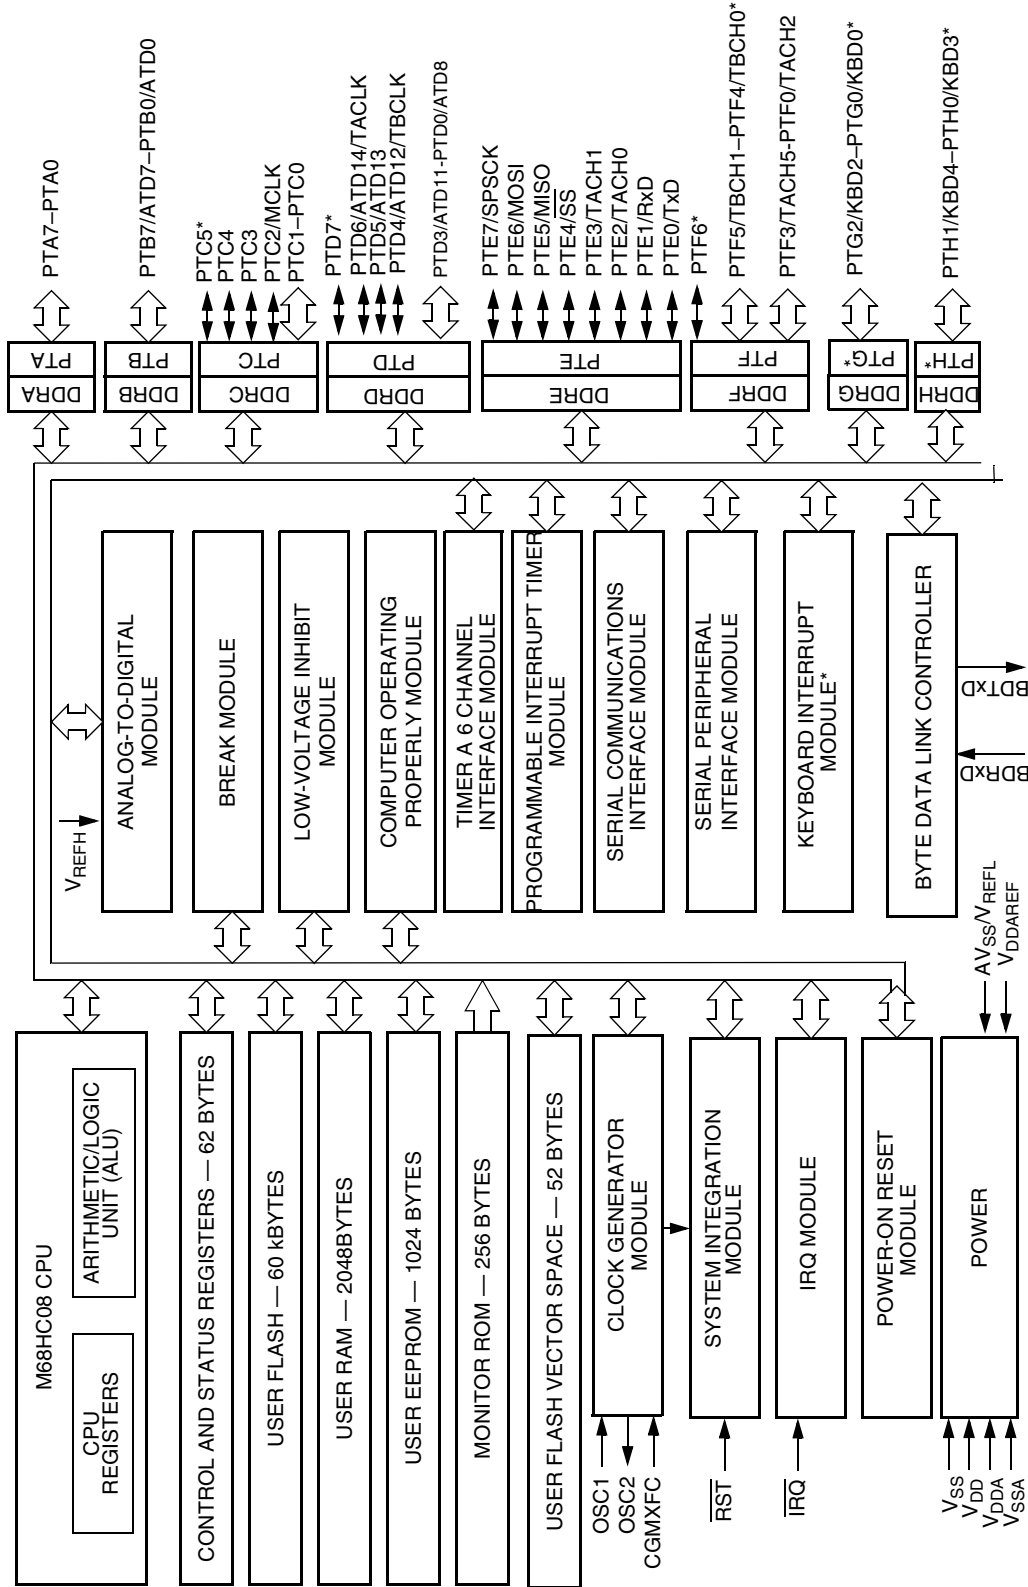 M68HC08 CPU
CPU
REGISTERS
ARITHMETIC/LOGIC
UNIT (ALU)
CONTROL AND STATUS REGISTERS — 62 BYTES
USER FLASH — 60 kBYTES
USER RAM — 2048BYTES
USER EEPROM — 1024 BYTES
MONITOR ROM — 256 BYTES
USER FLASH VECTOR SPACE — 52 BYTES
OSC1
OSC2
CGMXFC
CLOCK GENERATOR
MODULE
RST
SYSTEM INTEGRATION
MODULE
IRQ
IRQ MODULE
POWER-ON RESET
MODULE
VSS
VDD
VDDA
VSSA
POWER
AVSS/VREFL
VDDAREF
VREFH
ANALOG-TO-DIGITAL
MODULE
BREAK MODULE
LOW-VOLTAGE INHIBIT
MODULE
COMPUTER OPERATING
PROPERLY MODULE
TIMER A 6 CHANNEL
INTERFACE MODULE
PROGRAMMABLE INTERRUPT TIMER
MODULE
SERIAL COMMUNICATIONS
INTERFACE MODULE
SERIAL PERIPHERAL
INTERFACE MODULE
KEYBOARD INTERRUPT
MODULE*
BYTE DATA LINK CONTROLLER
BDRxD
BDTxD
DDRA
PTA
PTA7–PTA0
DDRB
PTB
PTB7/ATD7–PTB0/ATD0
DDRC
PTC
PTC5*
PTC4
PTC3
PTC2/MCLK
PTC1–PTC0
DDRD
PTD
PTD7*
PTD6/ATD14/TACLK
PTD5/ATD13
PTD4/ATD12/TBCLK
PTD3/ATD11-PTD0/ATD8
DDRE
PTE
PTE7/SPSCK
PTE6/MOSI
PTE5/MISO
PTE4/SS
PTE3/TACH1
PTE2/TACH0
PTE1/RxD
PTE0/TxD
DDRF
PTF
PTF6*
PTF5/TBCH1–PTF4/TBCH0*
PTF3/TACH5-PTF0/TACH2
DDRG
PTG*
PTG2/KBD2–PTG0/KBD0*
DDRH
PTH*
PTH1/KBD4–PTH0/KBD3*